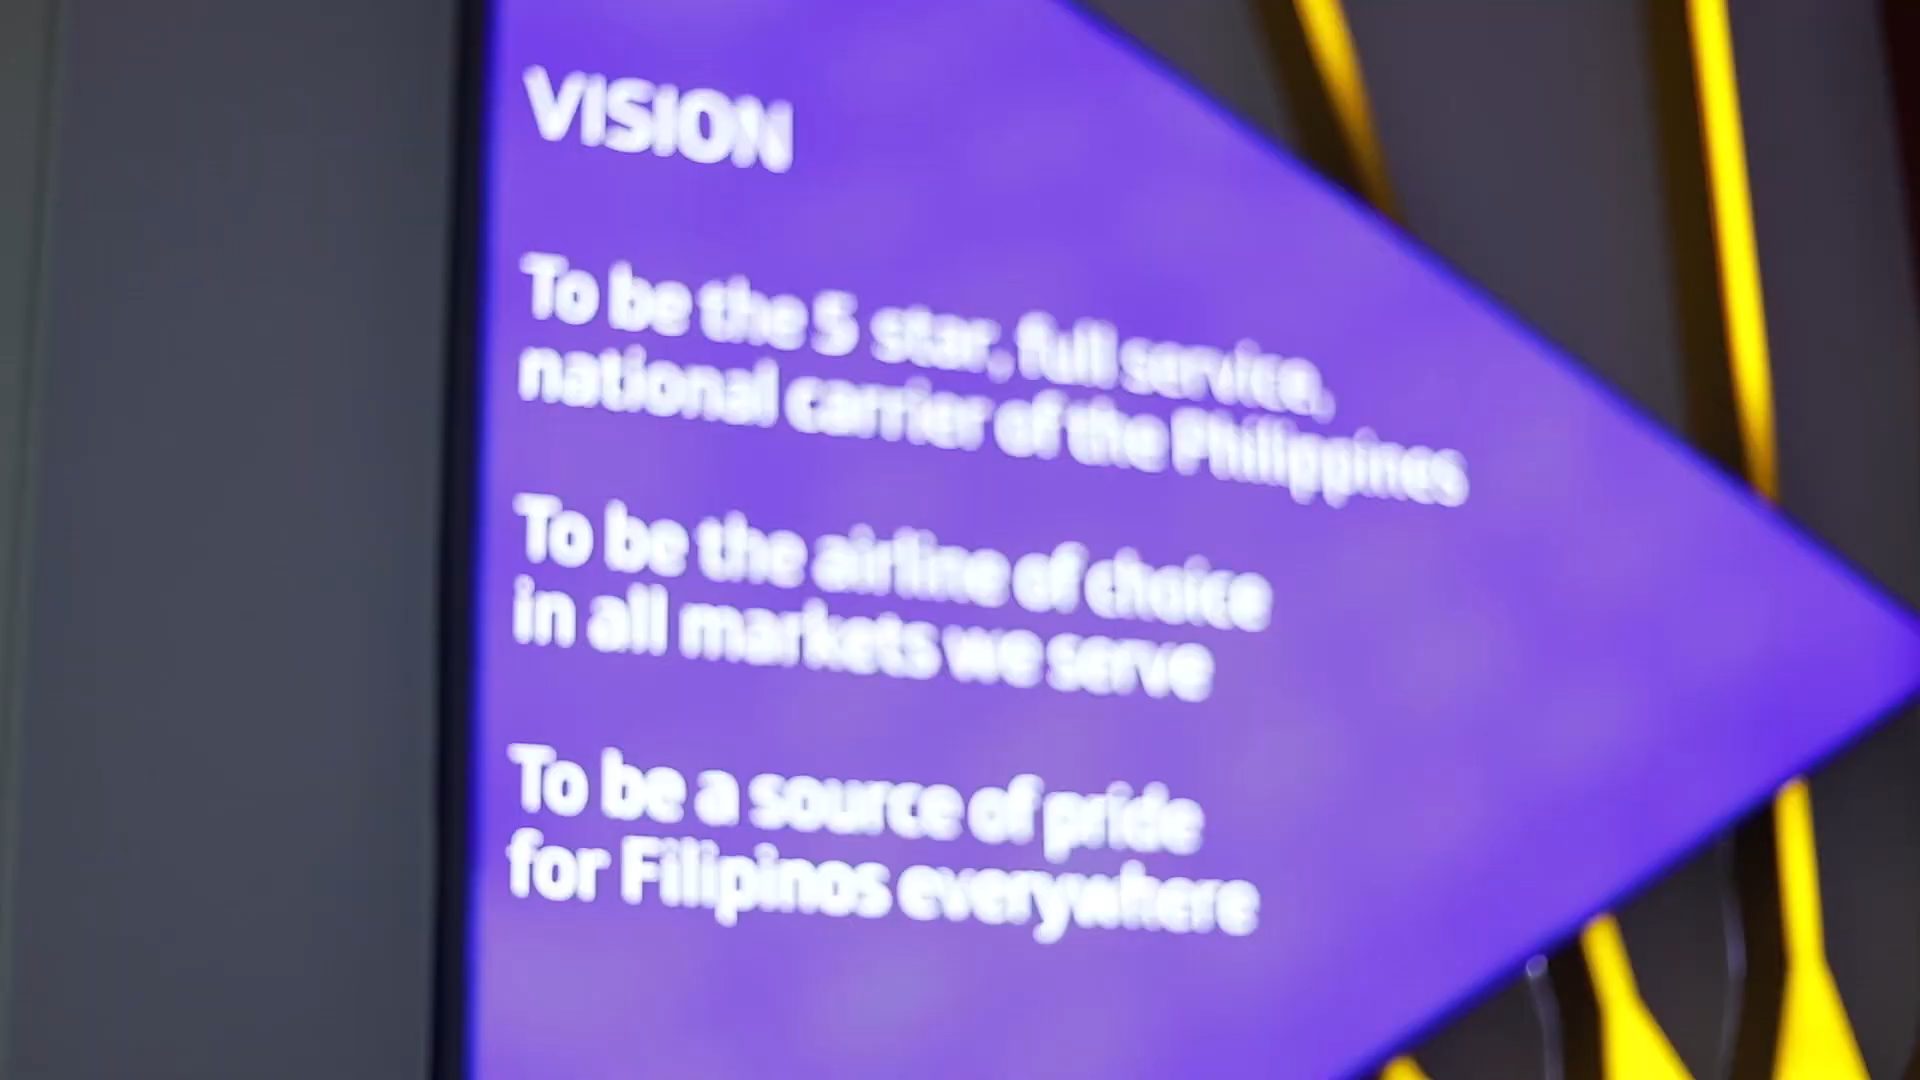 VISION
To be the 5 star, full service,
national carrier of the Philippines
To be the airline of choice
in all markets we serve
To be a source of pride
for Filipinos everywhere